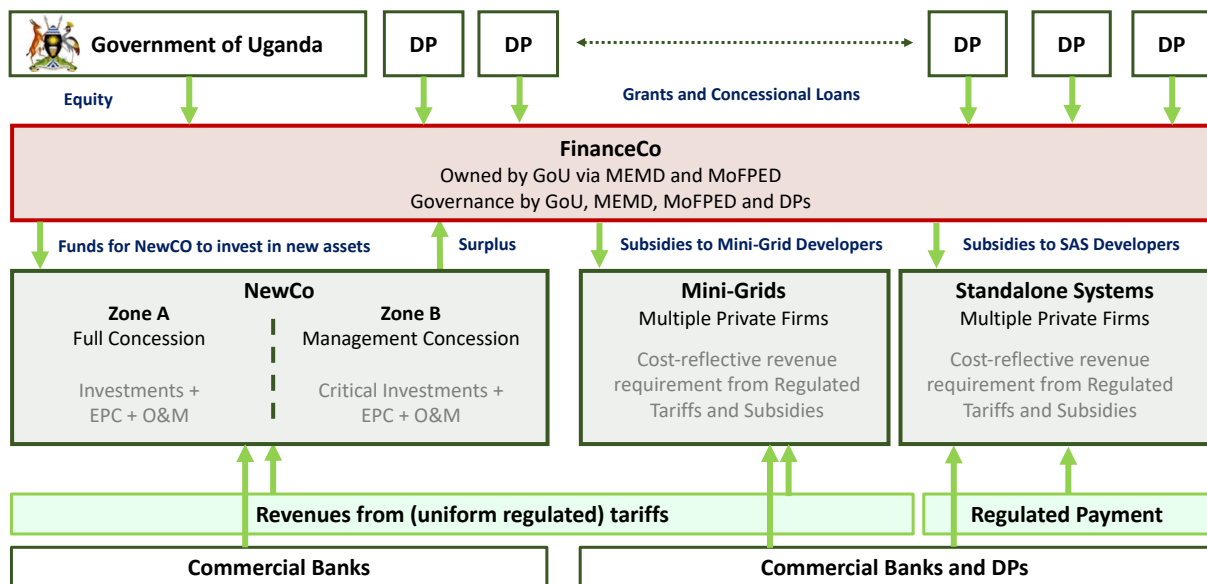 Government of Uganda
DP
DP
DP
DP
DP
Equity
Grants and Concessional Loans
FinanceCo
Owned by GoU via MEMD and MoFPED
Governance by GoU, MEMD, MoFPED and DPs
Funds for NewCO to invest in new assets
Surplus
Subsidies to Mini-Grid Developers
Subsidies to SAS Developers
NewCo
Zone A
Full Concession
Investments +
EPC + O&M
Zone B
Management Concession
Critical Investments +
EPC + O&M
Mini-Grids
Multiple Private Firms
Cost-reflective revenue
requirement from Regulated
Tariffs and Subsidies
Standalone Systems
Multiple Private Firms
Cost-reflective revenue
requirement from Regulated
Tariffs and Subsidies
Revenues from (uniform regulated) tariffs
Regulated Payment
Commercial Banks
Commercial Banks and DPs